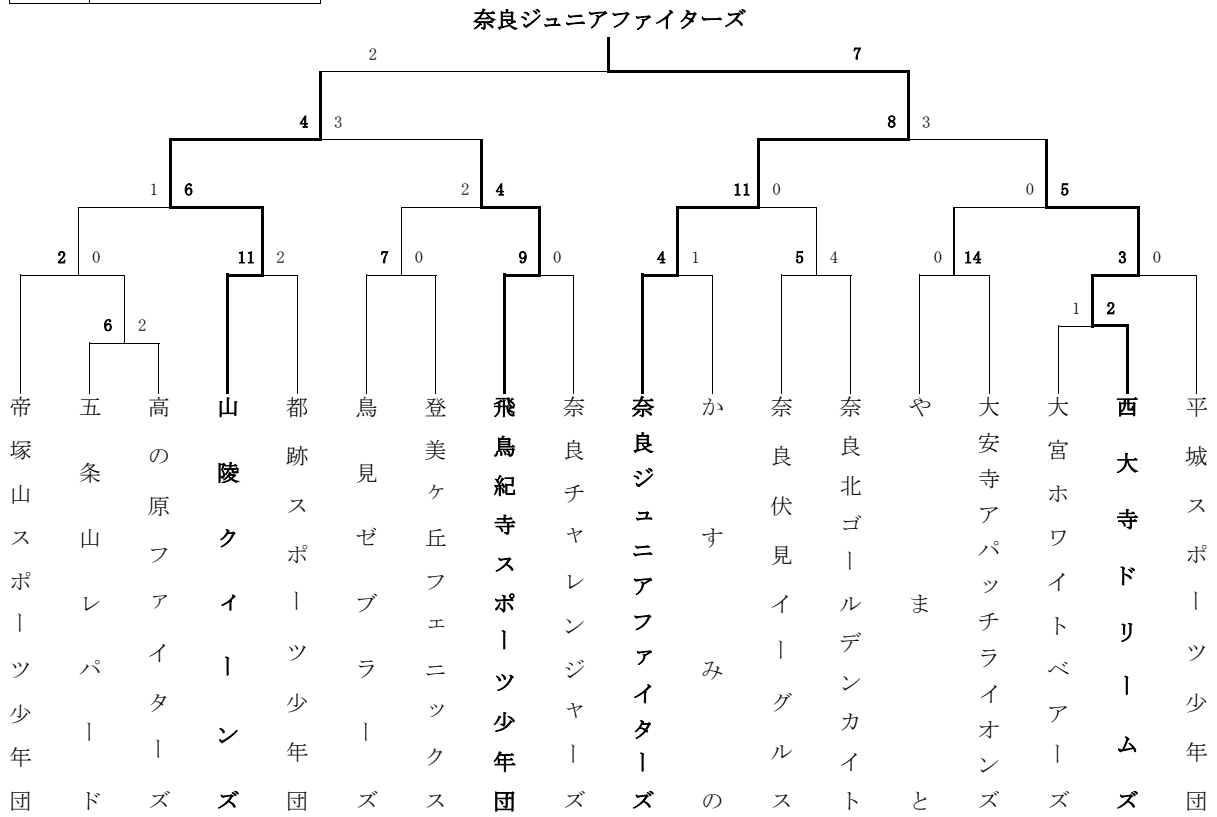 奈良ジュニアファイターズ
2 7
4 3 8 3
1 6 2 4 11 0 0 5
2 0 11 2 7 0 9 0 4 1 5 4 0 14 3 0
6 2 1 2
帝塚山スポーツ少年団
五条山レパード
高の原ファイターズ
山陵クィーンズ
都跡スポーツ少年団
鳥見ゼブラーズ
登美ヶ丘フェニックス
飛鳥紀寺スポーツ少年団
奈良チャレンジャーズ
奈良ジュニアファイターズ
かすみの
奈良伏見イーグルス
奈良北ゴールデンカイト
やまと
大安寺アパッチライオンズ
大宮ホワイトベアーズ
西大寺ドリームズ
平城スポーツ少年団